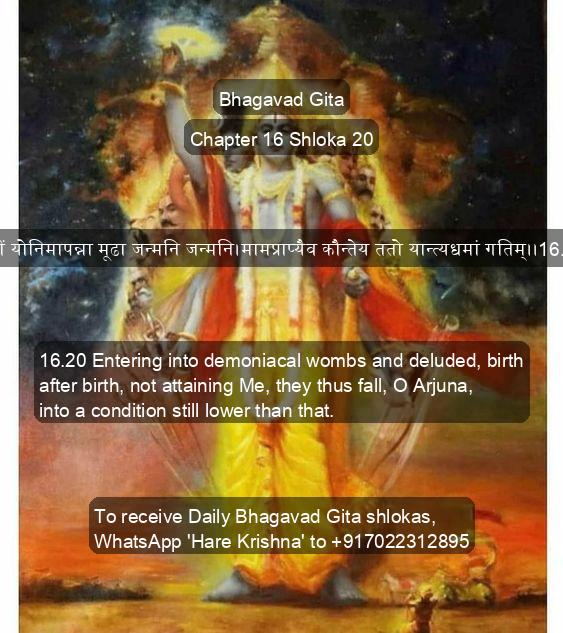 Bhagavad Gita
Chapter 16 Shloka 20
योनिमापन्ना मूढा जन्मनि जन्मनि।मामप्राप्यैव कौन्तेय ततो यान्त्यधमां गतिम्।।16.
16.20 Entering into demoniacal wombs and deluded, birth
after birth, not attaining Me, they thus fall, O Arjuna,
into a condition still lower than that.
To receive Daily Bhagavad Gita shlokas,
WhatsApp 'Hare Krishna' to +917022312895